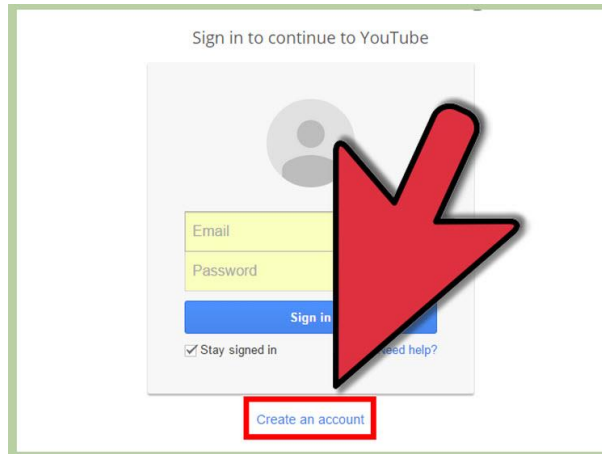 Sign in to continue to YouTube
Email
Password
Sign in
Stay signed in
Need help?
Create an account